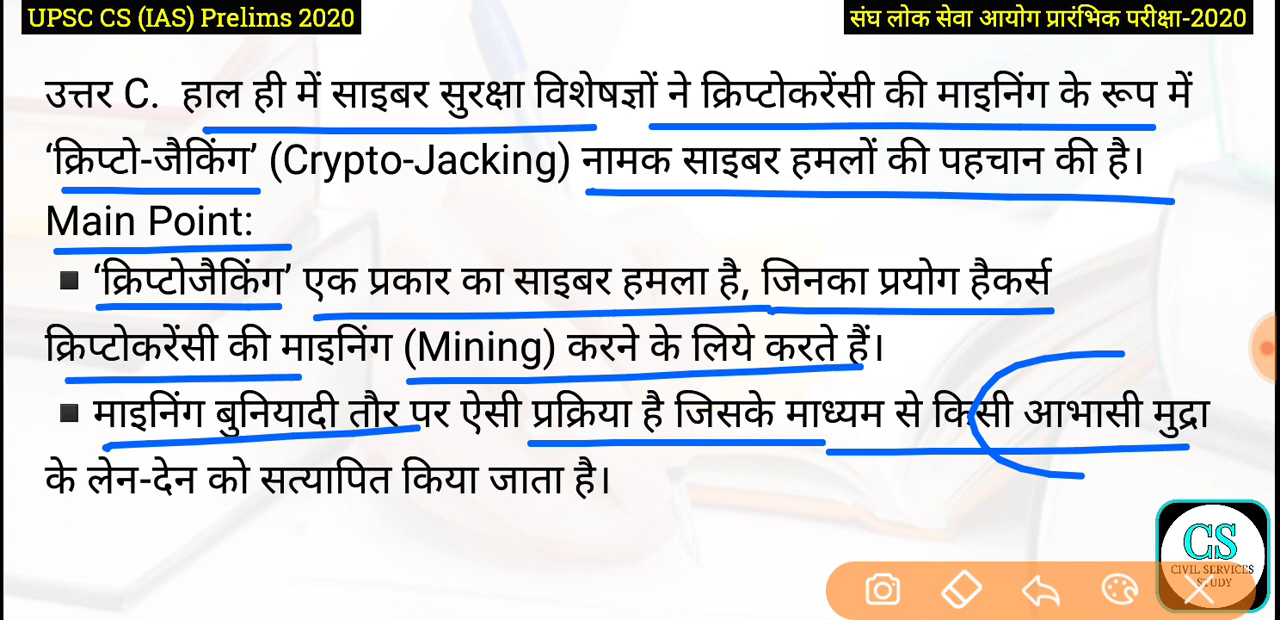 UPSC CS (IAS) Prelims 2020
संघ लोक सेवा आयोग प्रारंभिक परीक्षा-2020
उत्तर C. हाल ही में साइबर सुरक्षा विशेषज्ञों ने क्रिप्टोकरेंसी की माइनिंग के रूप में
‘क्रिप्टो-जैकिंग’ (Crypto-Jacking) नामक साइबर हमलों की पहचान की है।
Main Point:
▪ ‘क्रिप्टोजैकिंग’ एक प्रकार का साइबर हमला है, जिनका प्रयोग हैकर्स
क्रिप्टोकरेंसी की माइनिंग (Mining) करने के लिये करते हैं।
▪ माइनिंग बुनियादी तौर पर ऐसी प्रक्रिया है जिसके माध्यम से किसी आभासी मुद्रा
के लेन-देन को सत्यापित किया जाता है।
CS
CIVIL SERVICES
STUDY